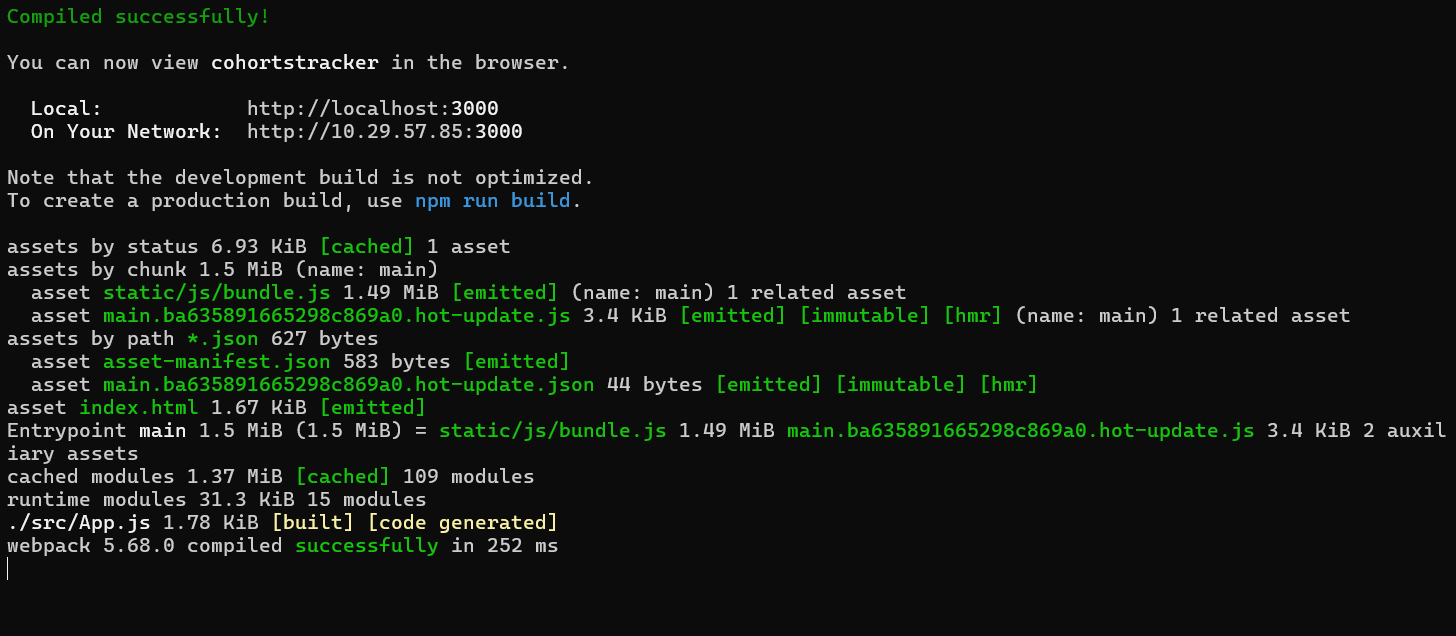 Compiled successfully!
You can now view cohortstracker in the browser.
Local: http://localhost:3000
On Your Network: http://10.29.57.85:3000
Note that the development build is not optimized.
To create a production build, use npm run build.
assets by status 6.93 KiB [cached] 1 asset
assets by chunk 1.5 MiB (name: main)
asset static/js/bundle.js 1.49 MiB [emitted] (name: main) 1 related asset
asset main.ba635891665298c869a0.hot-update.js 3.4 KiB [emitted] [immutable] [hmr] (name: main) 1 related asset
assets by path *.json 627 bytes
asset asset-manifest.json 583 bytes [emitted]
asset main.ba635891665298c869a0.hot-update.json 44 bytes [emitted] [immutable] [hmr]
asset index.html 1.67 KiB [emitted]
Entrypoint main 1.5 MiB (1.5 MiB) = static/js/bundle.js 1.49 MiB main.ba635891665298c869a0.hot-update.js 3.4 KiB 2 auxil
iary assets
cached modules 1.37 MiB [cached] 109 modules
runtime modules 31.3 KiB 15 modules
./src/App.js 1.78 KiB [built] [code generated]
webpack 5.68.0 compiled successfully in 252 ms